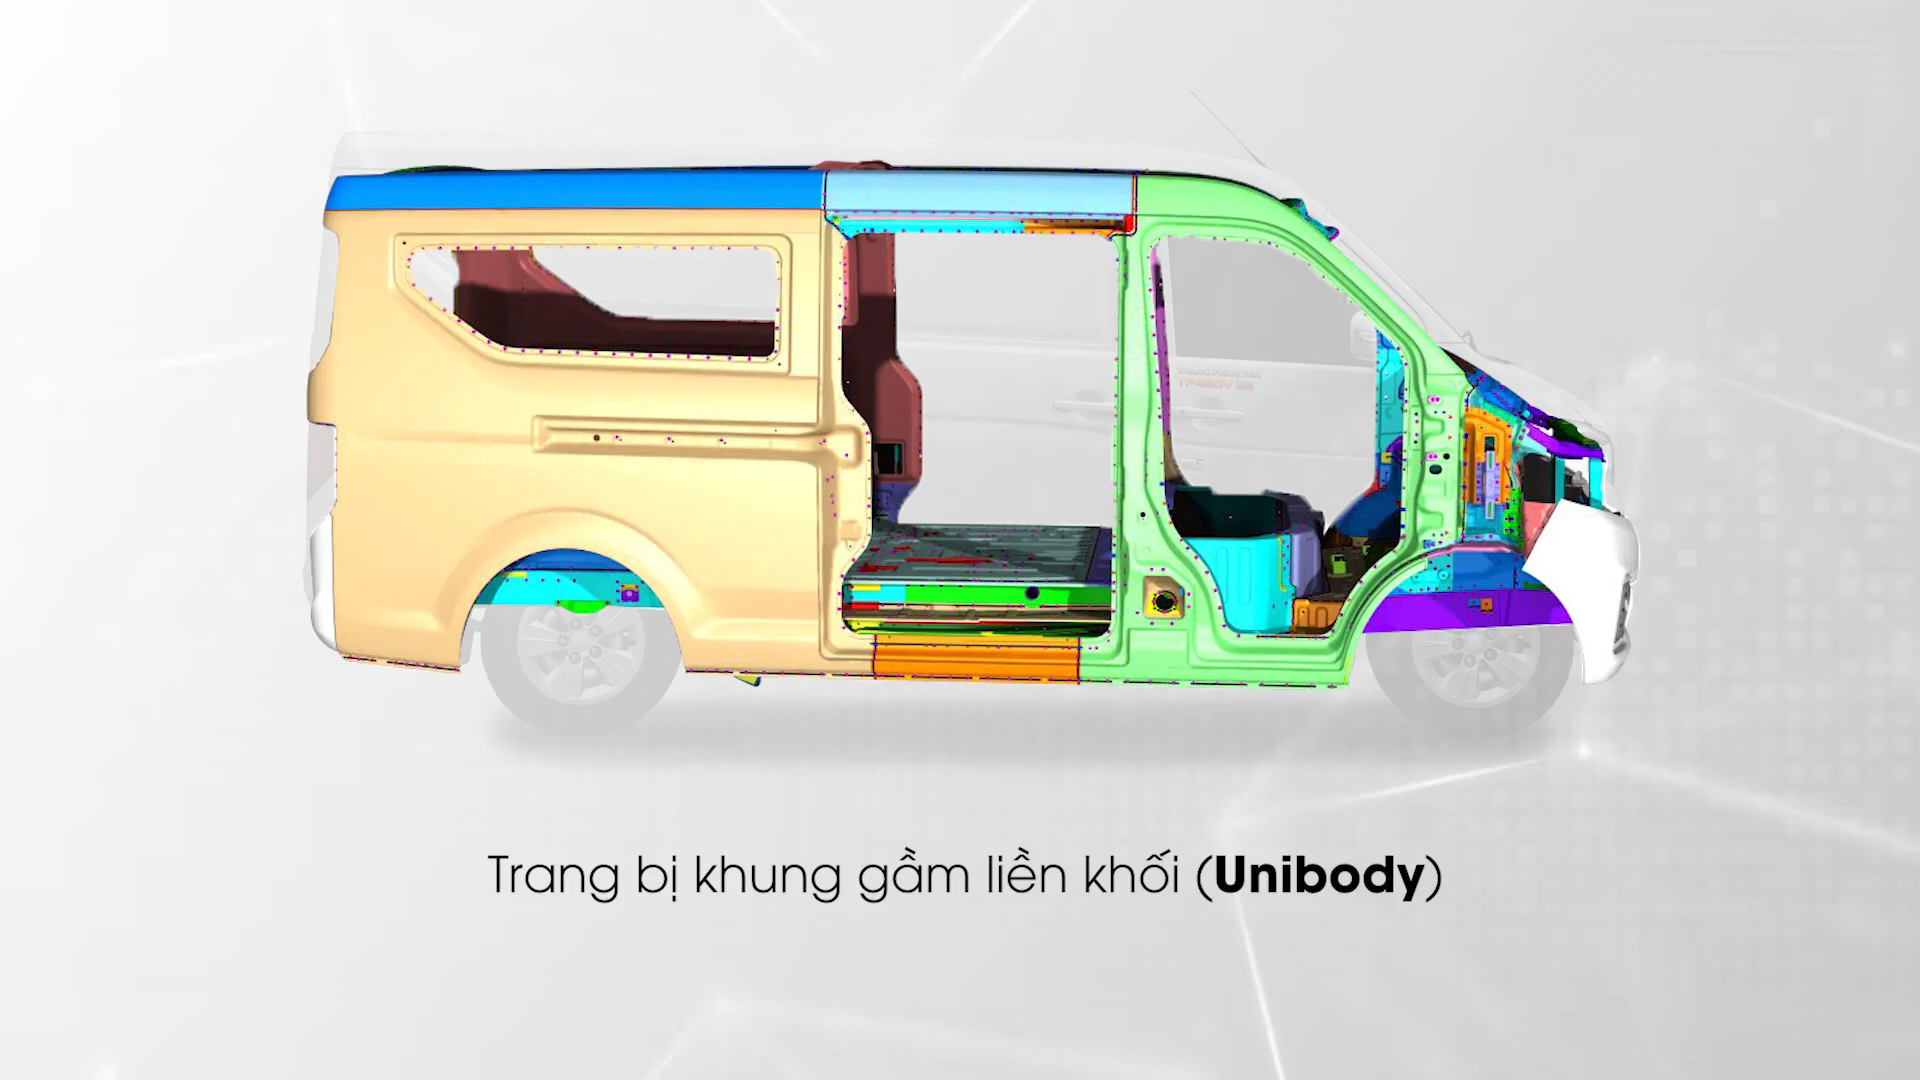 Trang bị khung gầm liền khối (Unibody)